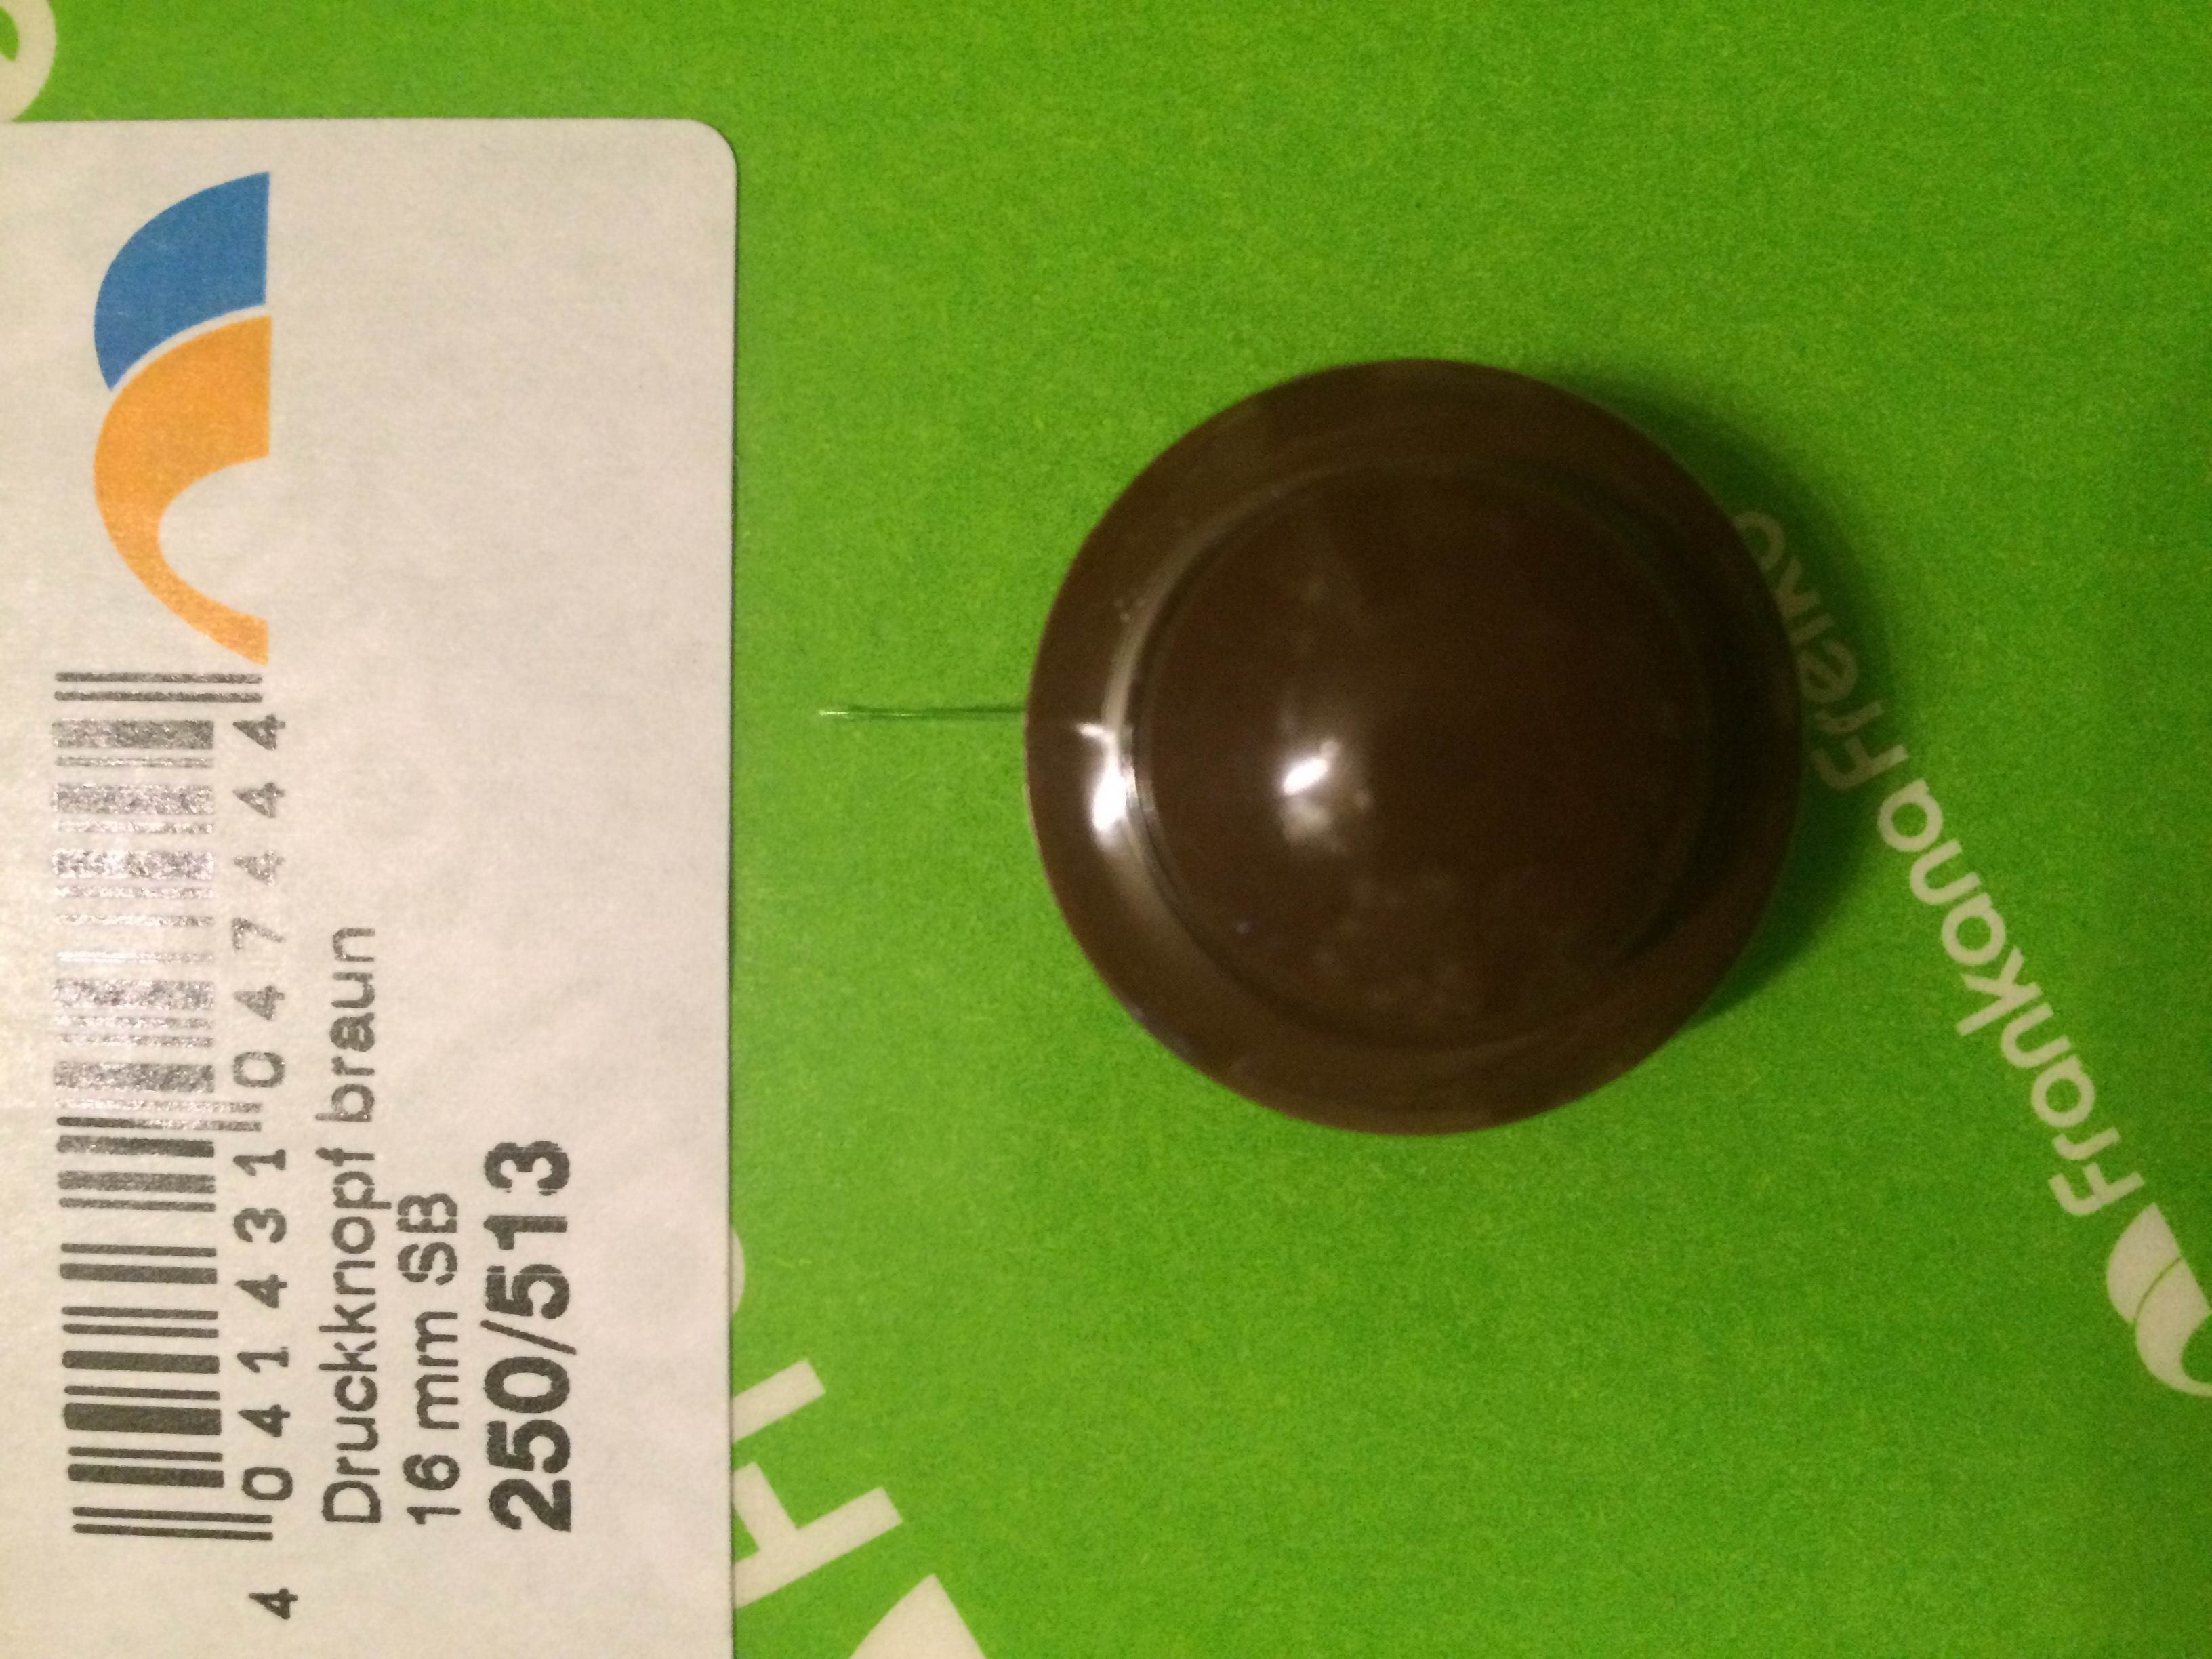 4 041431 047444
Druckknopf braun
16 mm SB
250/513
Frankana Freiko